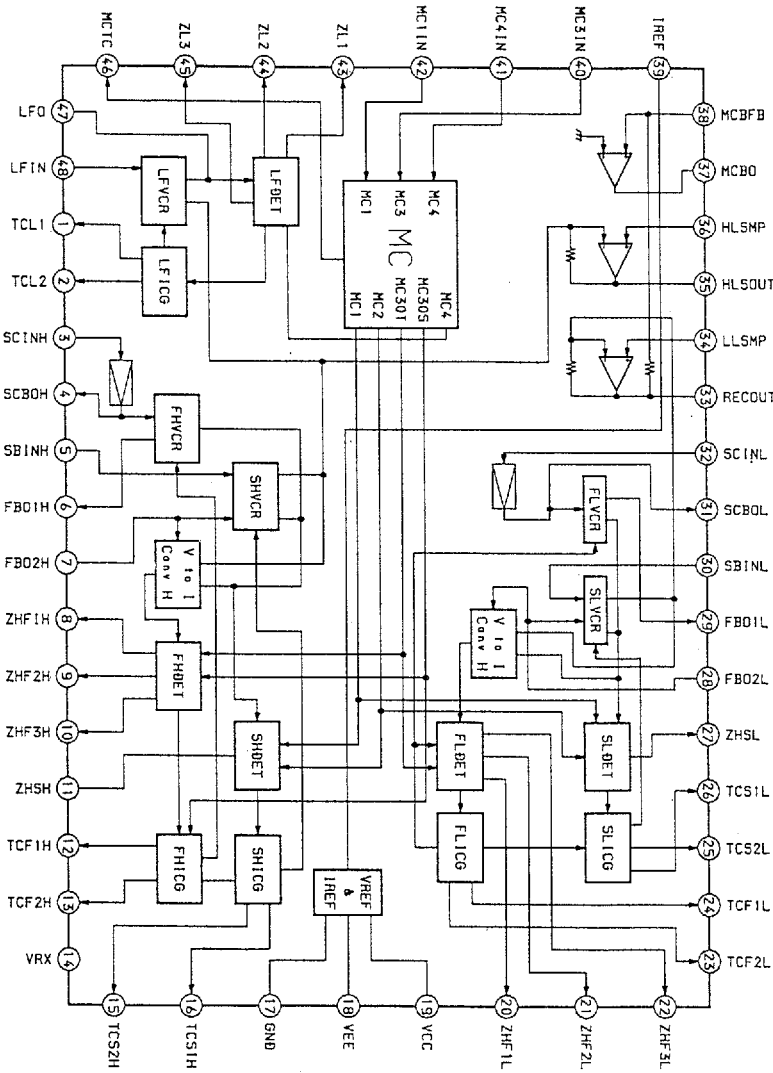 MCTC
ZL3
ZL2
ZL1
MC1IN
MC4IN
MC3IN
IREF
46
45
44
43
42
41
40
39
LFO
47
LFIN
48
TCL1
1
TCL2
2
SCINH
3
SCBOH
4
SBINH
5
FBO1H
6
FBO2H
7
ZHF1H
8
ZHF2H
9
ZHF3H
10
ZHSH
11
TCF1H
12
TCF2H
13
VRX
14
38
MCBFB
37
MCBO
36
HLSMP
35
HLSOUT
34
LLSMP
33
RECOUT
32
SCINL
31
SCBOL
30
SBINL
29
FBO1L
28
FBO2L
27
ZHSL
26
TCS1L
25
TCS2L
24
TCF1L
23
TCF2L
LFVCR
LFDET
LFICG
MC1
MC3
MC4
MC
MC1
MC2
MC30T
MC30S
MC4
FHVCR
SHVCR
V to I
Conv H
FHDET
SHDET
FHICG
SHICG
VREF
&
IREF
FLVCR
SLVCR
V to I
Conv H
FLDET
SLDET
FLICG
SLICG
15
16
17
18
19
20
21
22
TCS2H
TCS1H
GND
VEE
VCC
ZHF1L
ZHF2L
ZHF3L